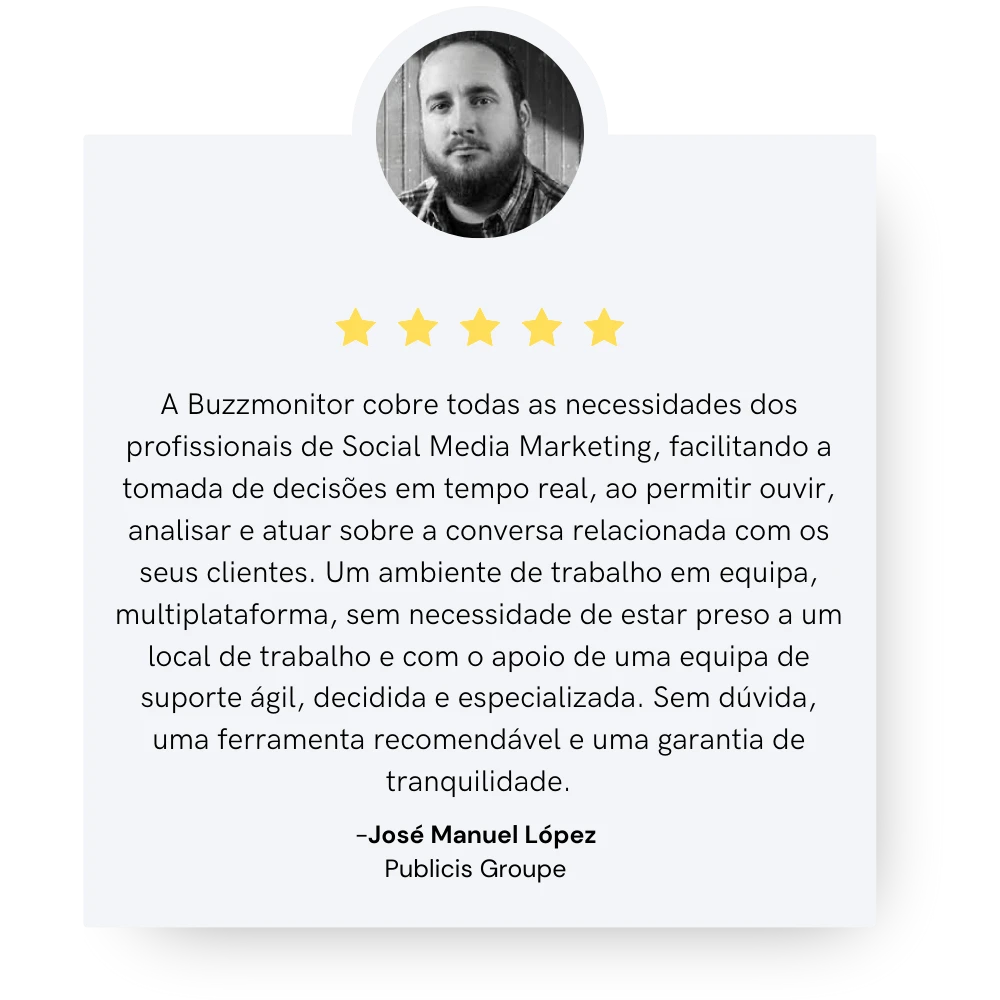 A Buzzmonitor cobre todas as necessidades dos
profissionais de Social Media Marketing, facilitando a
tomada de decisões em tempo real, ao permitir ouvir,
analisar e atuar sobre a conversa relacionada com os
seus clientes. Um ambiente de trabalho em equipa,
multiplataforma, sem necessidade de estar preso a um
local de trabalho e com o apoio de uma equipa de
suporte ágil, decidida e especializada. Sem dúvida,
uma ferramenta recomendável e uma garantia de
tranquilidade.
–José Manuel López
Publicis Groupe